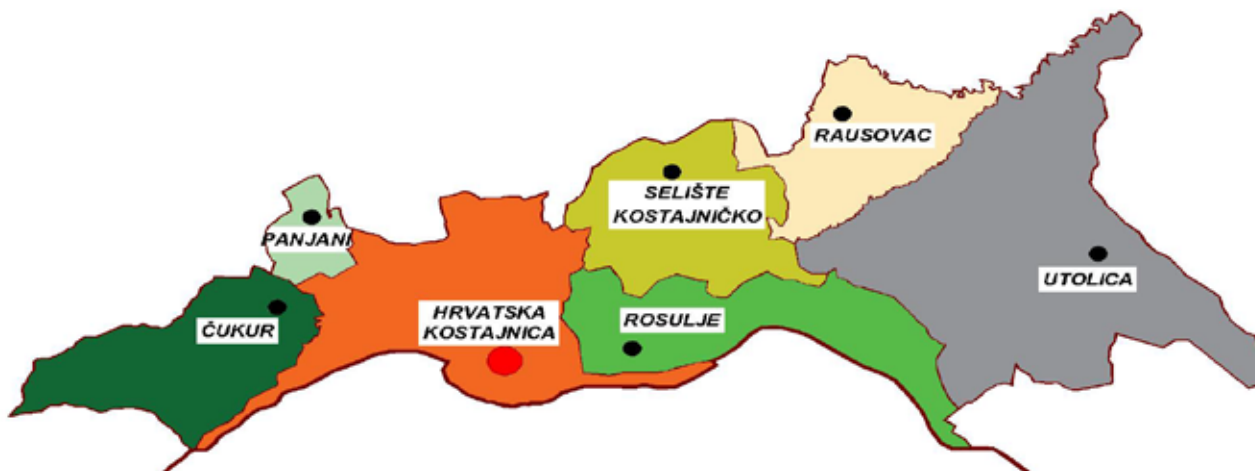 RAUSOVAC
SELIŠTE
KOSTAJNIČKO
PANJANI
UTOLICA
HRVATSKA
KOSTAJNICA
ROSULJE
ČUKUR